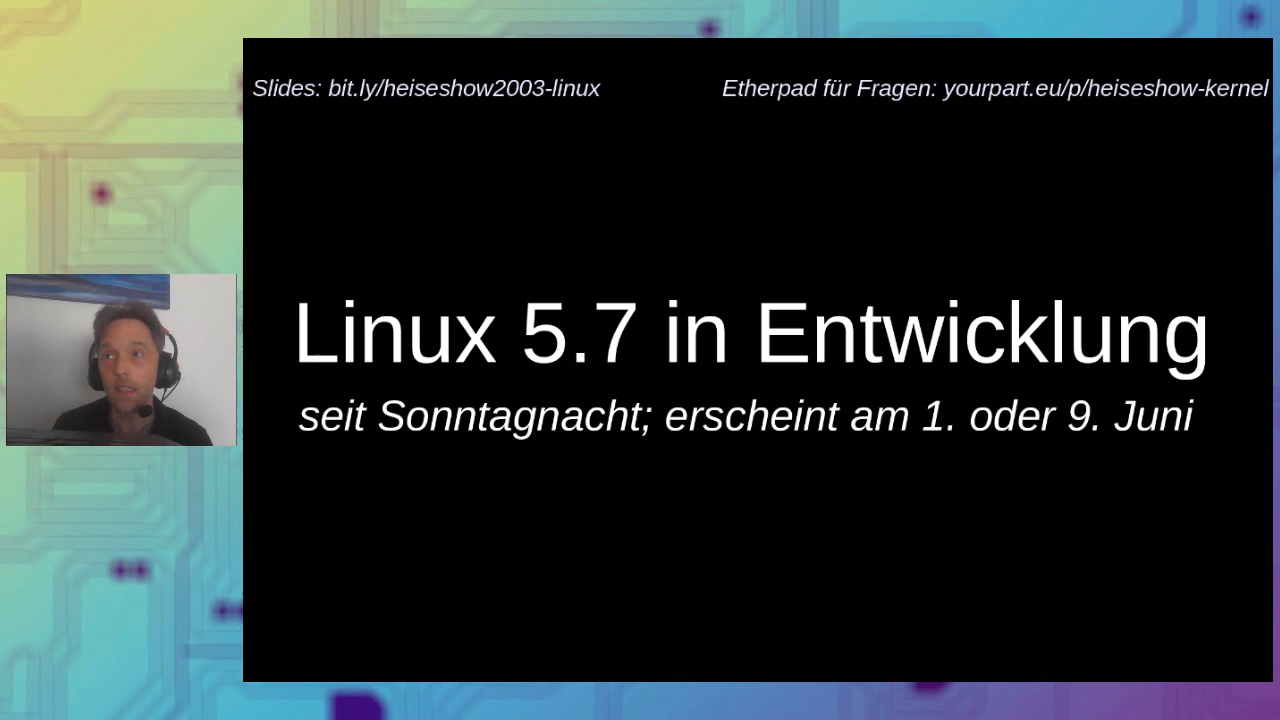 Slides: bit.ly/heiseshow2003-linux
Etherpad für Fragen: yourpart.eu/p/heiseshow-kernel
Linux 5.7 in Entwicklung
seit Sonntagnacht; erscheint am 1. oder 9. Juni